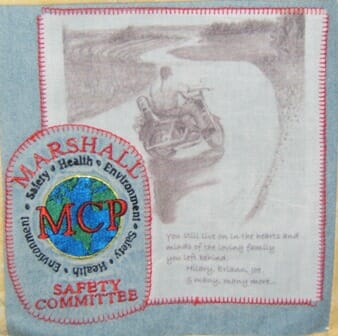 MARSHALL
Safety • Health • Environment • Safety • Health • Environment
MCP
SAFETY
COMMITTEE
you still live on in the hearts and
minds of the loving family
you left behind.
Hilary, Briann, Joe
& many, many more...